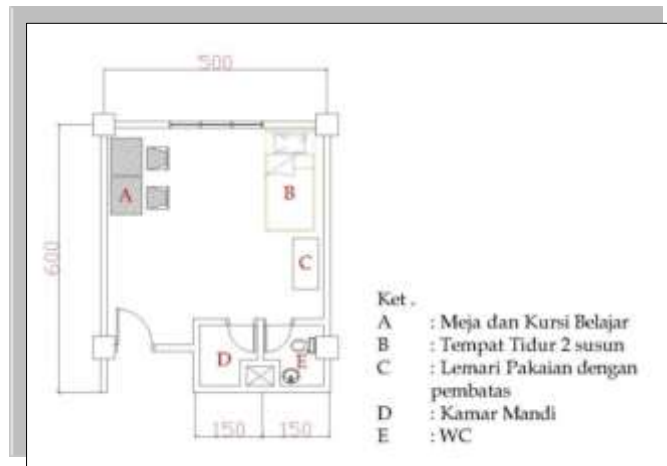 500
600
A
B
C
D
E
150
150
Ket .
A : Meja dan Kursi Belajar
B : Tempat Tidur 2 susun
C : Lemari Pakaian dengan
pembatas
D : Kamar Mandi
E : WC